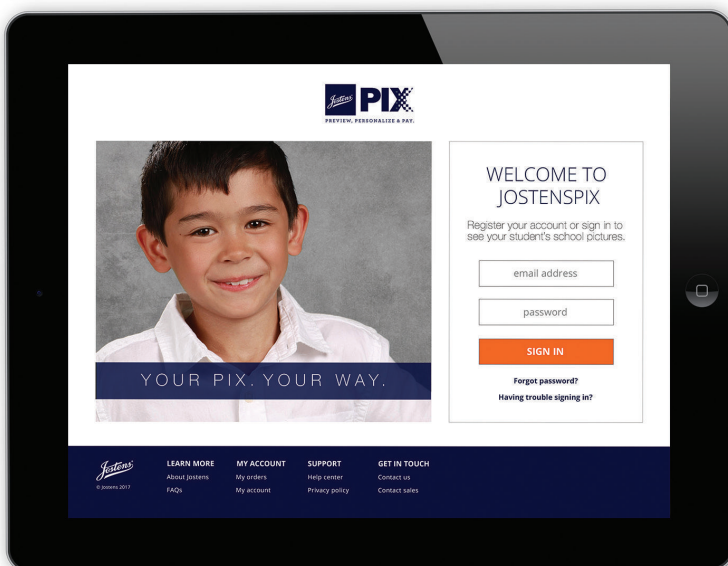 Jostens PIX
PREVIEW, PERSONALIZE & PAY.
YOUR PIX. YOUR WAY.
WELCOME TO
JOSTENSPIX
Register your account or sign in to
see your student's school pictures.
email address
password
SIGN IN
Forgot password?
Having trouble signing in?
Jostens
© Jostens 2017
LEARN MORE
About Jostens
FAQs
MY ACCOUNT
My orders
My account
SUPPORT
Help center
Privacy policy
GET IN TOUCH
Contact us
Contact sales